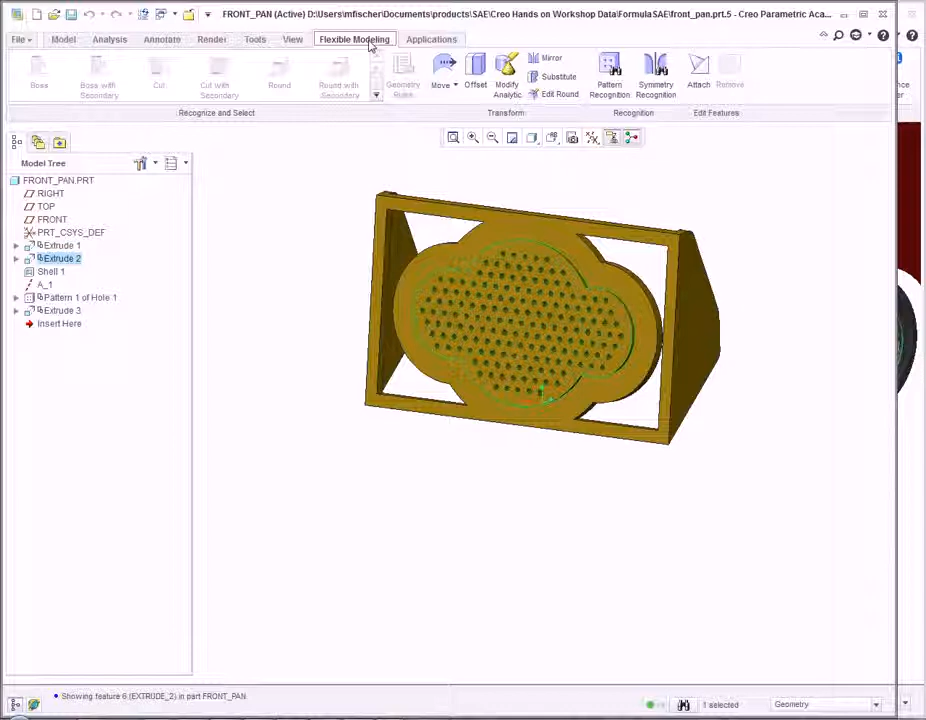 FRONT_PAN (Active) D:\Users\mfischer\Documents\products\SAE\Creo Hands on Workshop Data\FormulaSAE\front_pan.prt.5 - Creo Parametric Aca...
File Model Analysis Annotate Render Tools View Flexible Modeling Applications
Boss
Boss with Secondary
Cut
Cut with Secondary
Round
Round with Secondary
Geometry Rules
Move
Offset
Modify Analytic
Mirror
Substitute
Edit Round
Pattern Recognition
Symmetry Recognition
Attach
Remove
Recognize and Select Transform Recognition Edit Features
Model Tree
FRONT_PAN.PRT
RIGHT
TOP
FRONT
PRT_CSYS_DEF
Extrude 1
Extrude 2
Shell 1
A_1
Pattern 1 of Hole 1
Extrude 3
Insert Here
Showing feature 6 (EXTRUDE_2) in part FRONT_PAN.
1 selected
Geometry